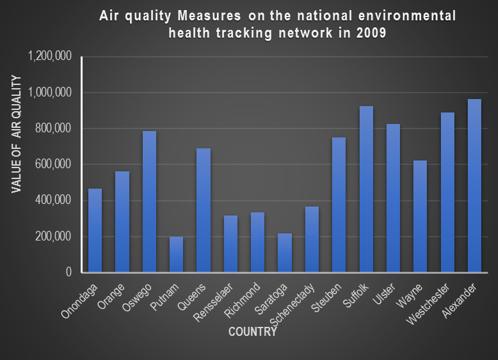 Air quality Measures on the national environmental
health tracking network in 2009
VALUE OF AIR QUALITY
1,200,000
1,000,000
800,000
600,000
400,000
200,000
0
Onondaga
Orange
Oswego
Putnam
Queens
Rensselaer
Richmond
Saratoga
Schenectady
Steuben
Suffolk
Ulster
Wayne
Westchester
Alexander
COUNTRY